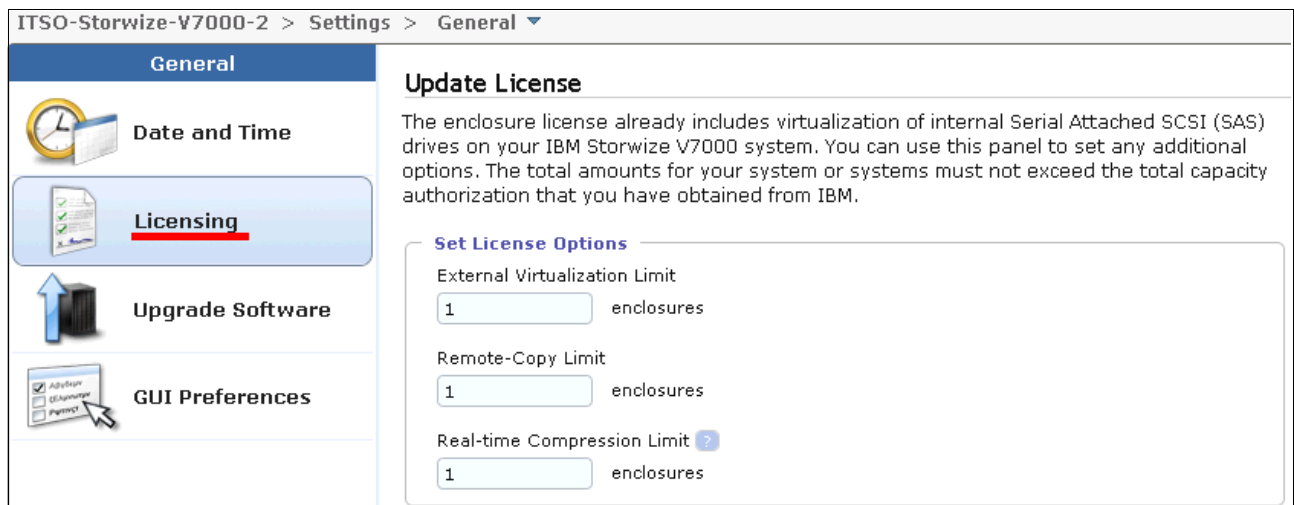 ITSO-Storwize-V7000-2 > Settings > General
General
Date and Time
Licensing
Upgrade Software
GUI Preferences
Update License
The enclosure license already includes virtualization of internal Serial Attached SCSI (SAS)
drives on your IBM Storwize V7000 system. You can use this panel to set any additional
options. The total amounts for your system or systems must not exceed the total capacity
authorization that you have obtained from IBM.
Set License Options
External Virtualization Limit
1 enclosures
Remote-Copy Limit
1 enclosures
Real-time Compression Limit ?
1 enclosures